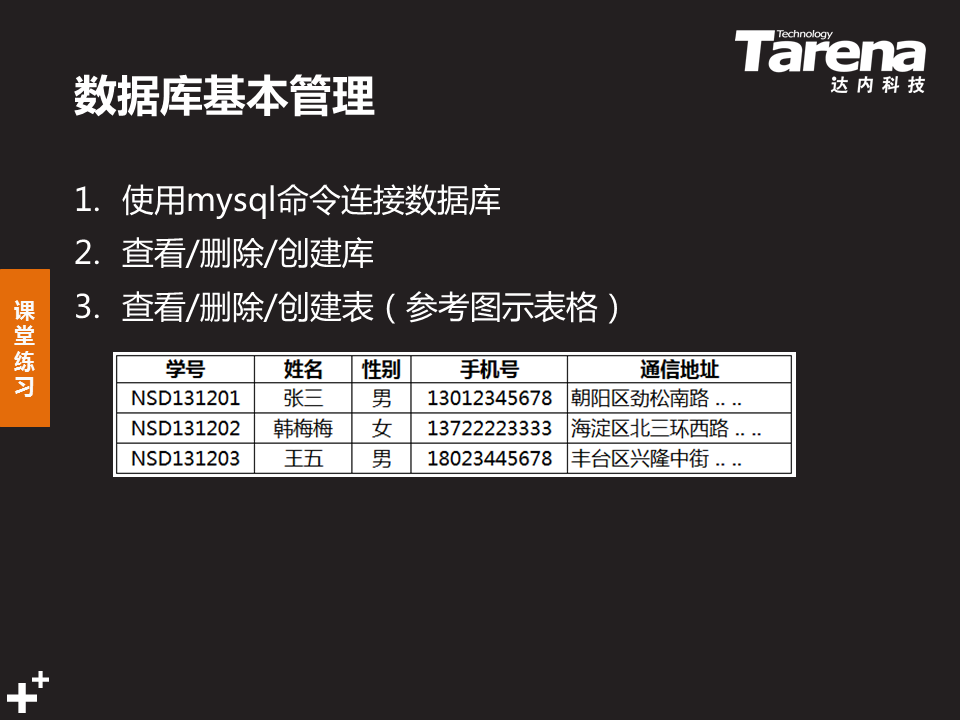 Technology
Tarena
达内科技
数据库基本管理
1. 使用mysql命令连接数据库
2. 查看/删除/创建库
3. 查看/删除/创建表（参考图示表格）
课堂练习
学号 姓名 性别 手机号 通信地址
NSD131201 张三 男 13012345678 朝阳区劲松南路 .. ..
NSD131202 韩梅梅 女 13722223333 海淀区北三环西路 .. ..
NSD131203 王五 男 18023445678 丰台区兴隆中街 .. ..